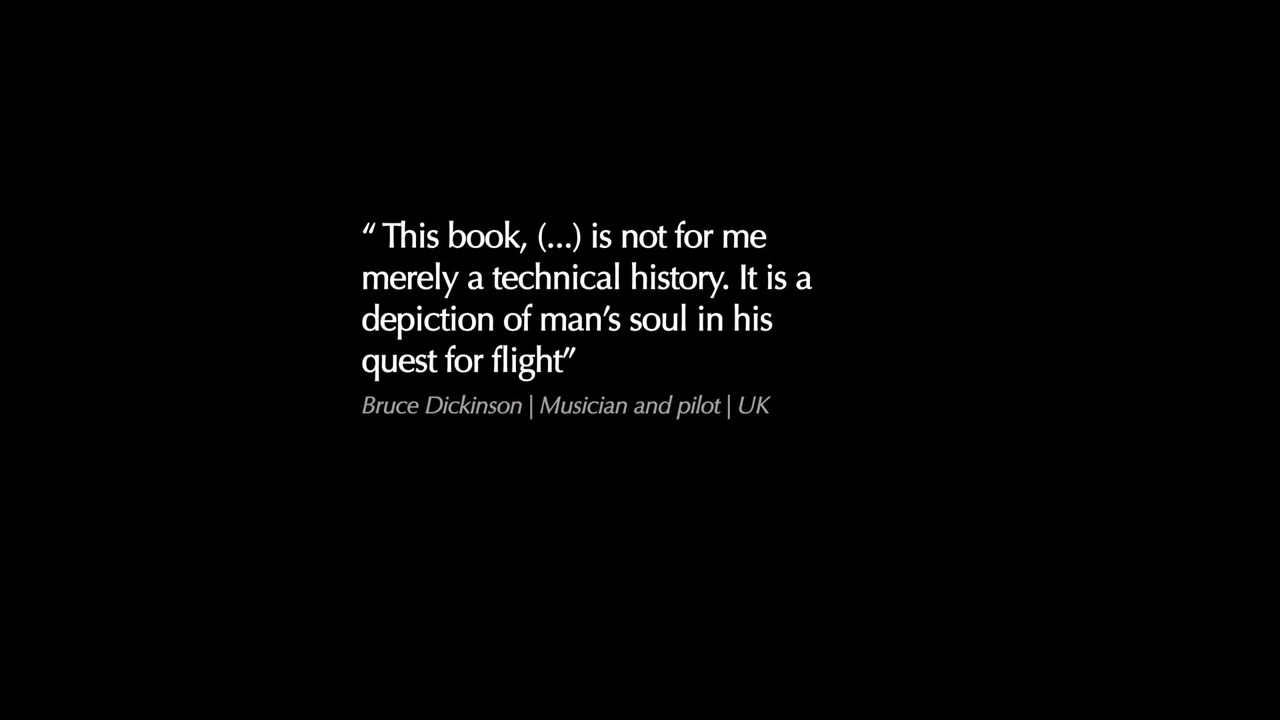 “ This book, (...) is not for me
merely a technical history. It is a
depiction of man’s soul in his
quest for flight”
Bruce Dickinson | Musician and pilot | UK